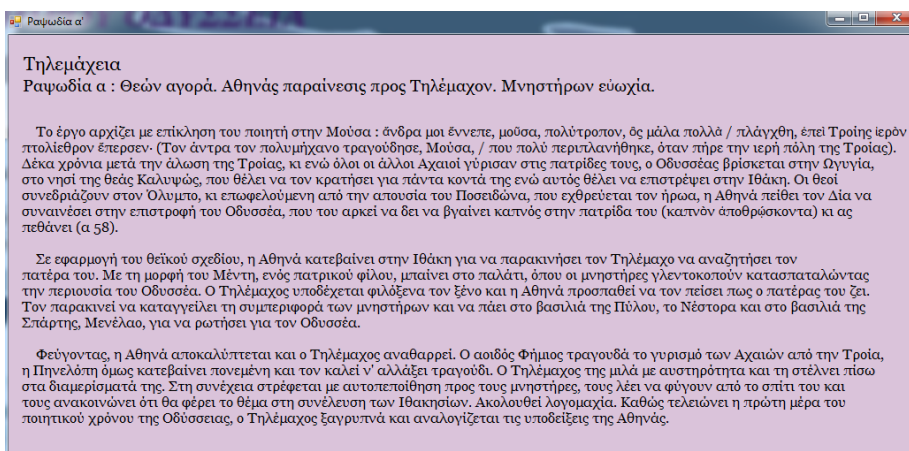 ΟΔΥΣΣΕΙΑ
Ραψωδία α'
Τηλεμάχεια
Ραψωδία α : Θεών αγορά. Αθηνάς παραίνεσις προς Τηλέμαχον. Μνηστήρων εὐωχία.
Το έργο αρχίζει με επίκληση του ποιητή στην Μούσα : ἄνδρα μοι ἔννεπε, μοῦσα, πολύτροπον, ὃς μάλα πολλὰ / πλάγχθη, ἐπεὶ Τροίης ἱερὸν
πτολίεθρον ἔπερσεν· (Τον άντρα τον πολυμήχανο τραγούδησε, Μούσα, / που πολύ περιπλανήθηκε, όταν πήρε την ιερή πόλη της Τροίας).
Δέκα χρόνια μετά την άλωση της Τροίας, κι ενώ όλοι οι άλλοι Αχαιοί γύρισαν στις πατρίδες τους, ο Οδυσσέας βρίσκεται στην Ωγυγία,
στο νησί της θεάς Καλυψώς, που θέλει να τον κρατήσει για πάντα κοντά της ενώ αυτός θέλει να επιστρέψει στην Ιθάκη. Οι θεοί
συνεδριάζουν στον Όλυμπο, κι επωφελούμενη από την απουσία του Ποσειδώνα, που εχθρεύεται τον ήρωα, η Αθηνά πείθει τον Δία να
συναινέσει στην επιστροφή του Οδυσσέα, που του αρκεί να δει να βγαίνει καπνός στην πατρίδα του (καπνὸν ἀποθρῴσκοντα) κι ας
πεθάνει (α 58).
Σε εφαρμογή του θεϊκού σχεδίου, η Αθηνά κατεβαίνει στην Ιθάκη για να παρακινήσει τον Τηλέμαχο να αναζητήσει τον
πατέρα του. Με τη μορφή του Μέντη, ενός πατρικού φίλου, μπαίνει στο παλάτι, όπου οι μνηστήρες γλεντοκοπούν κατασπαταλώντας
την περιουσία του Οδυσσέα. Ο Τηλέμαχος υποδέχεται φιλόξενα τον ξένο και η Αθηνά προσπαθεί να τον πείσει πως ο πατέρας του ζει.
Τον παρακινεί να καταγγείλει τη συμπεριφορά των μνηστήρων και να πάει στο βασιλιά της Πύλου, το Νέστορα και στο βασιλιά της
Σπάρτης, Μενέλαο, για να ρωτήσει για τον Οδυσσέα.
Φεύγοντας, η Αθηνά αποκαλύπτεται και ο Τηλέμαχος αναθαρρεί. Ο αοιδός Φήμιος τραγουδά το γυρισμό των Αχαιών από την Τροία,
η Πηνελόπη όμως κατεβαίνει πονεμένη και τον καλεί ν' αλλάξει τραγούδι. Ο Τηλέμαχος της μιλά με αυστηρότητα και τη στέλνει πίσω
στα διαμερίσματά της. Στη συνέχεια στρέφεται με αυτοπεποίθηση προς τους μνηστήρες, τους λέει να φύγουν από το σπίτι του και
τους ανακοινώνει ότι θα φέρει το θέμα στη συνέλευση των Ιθακησίων. Ακολουθεί λογομαχία. Καθώς τελειώνει η πρώτη μέρα του
ποιητικού χρόνου της Οδύσσειας, ο Τηλέμαχος ξαγρυπνά και αναλογίζεται τις υποδείξεις της Αθηνάς.